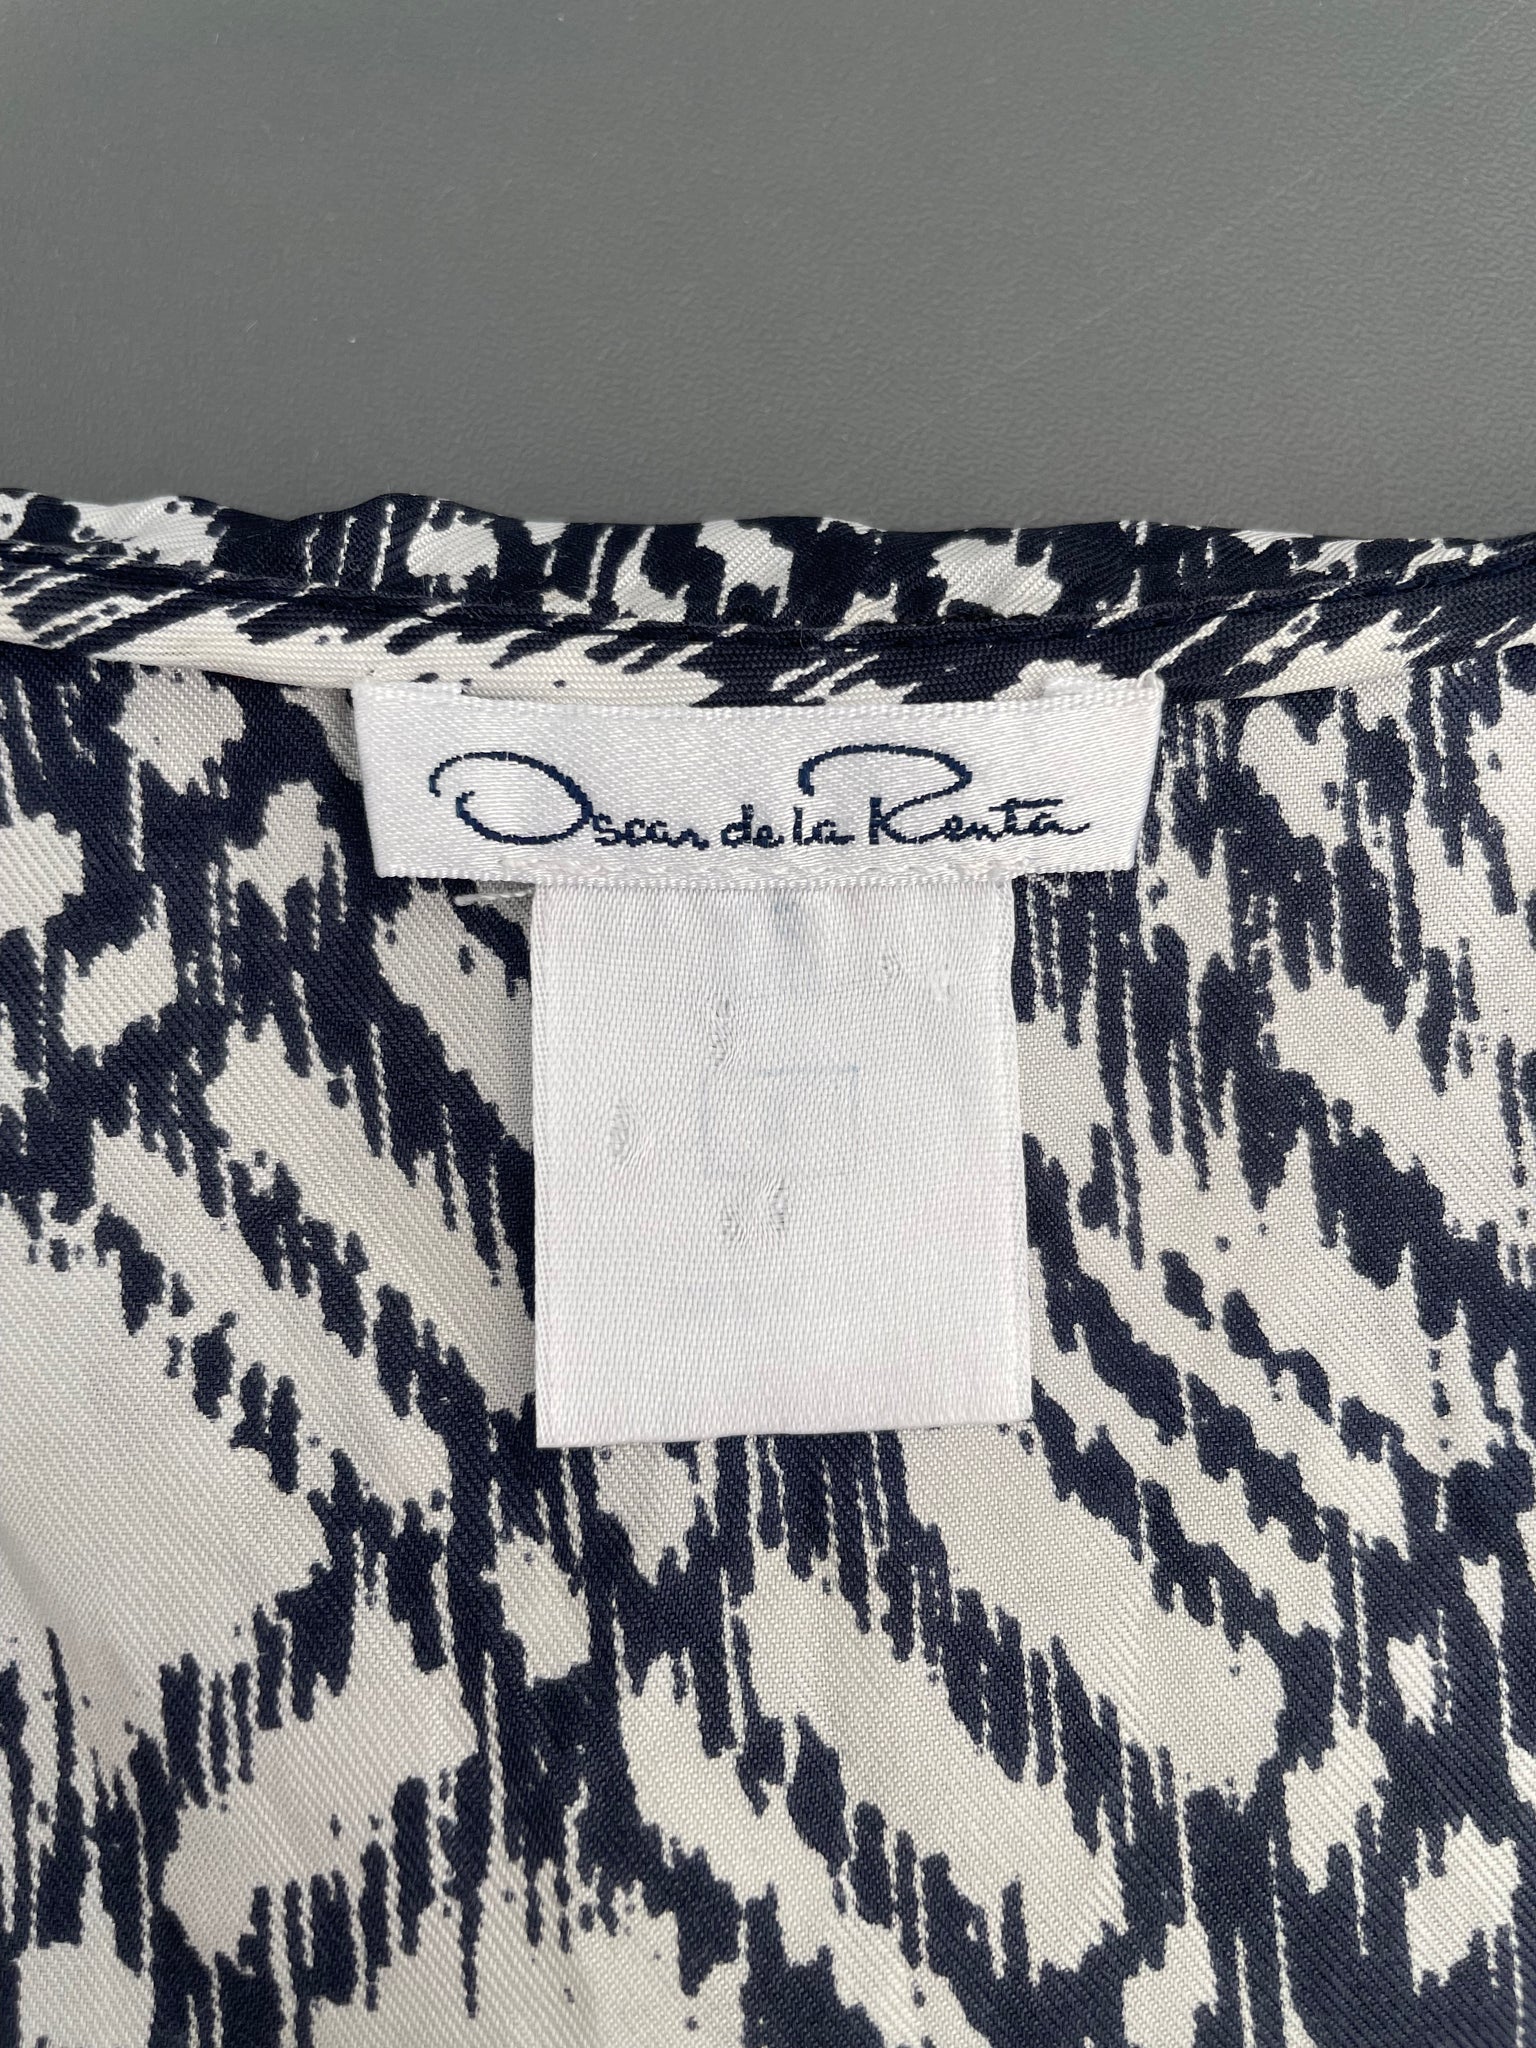 Oscar de la Renta